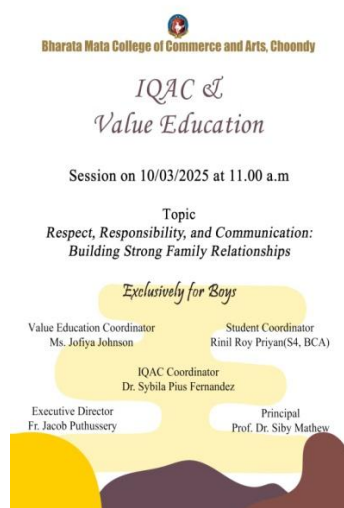 Bharata Mata College of Commerce and Arts, Choondy
IQAC &
Value Education
Session on 10/03/2025 at 11.00 a.m
Topic
Respect, Responsibility, and Communication:
Building Strong Family Relationships
Exclusively for Boys
Value Education Coordinator
Ms. Jofiya Johnson
Student Coordinator
Rinil Roy Priyan(S4, BCA)
IQAC Coordinator
Dr. Sybila Pius Fernandez
Executive Director
Fr. Jacob Puthussery
Principal
Prof. Dr. Siby Mathew